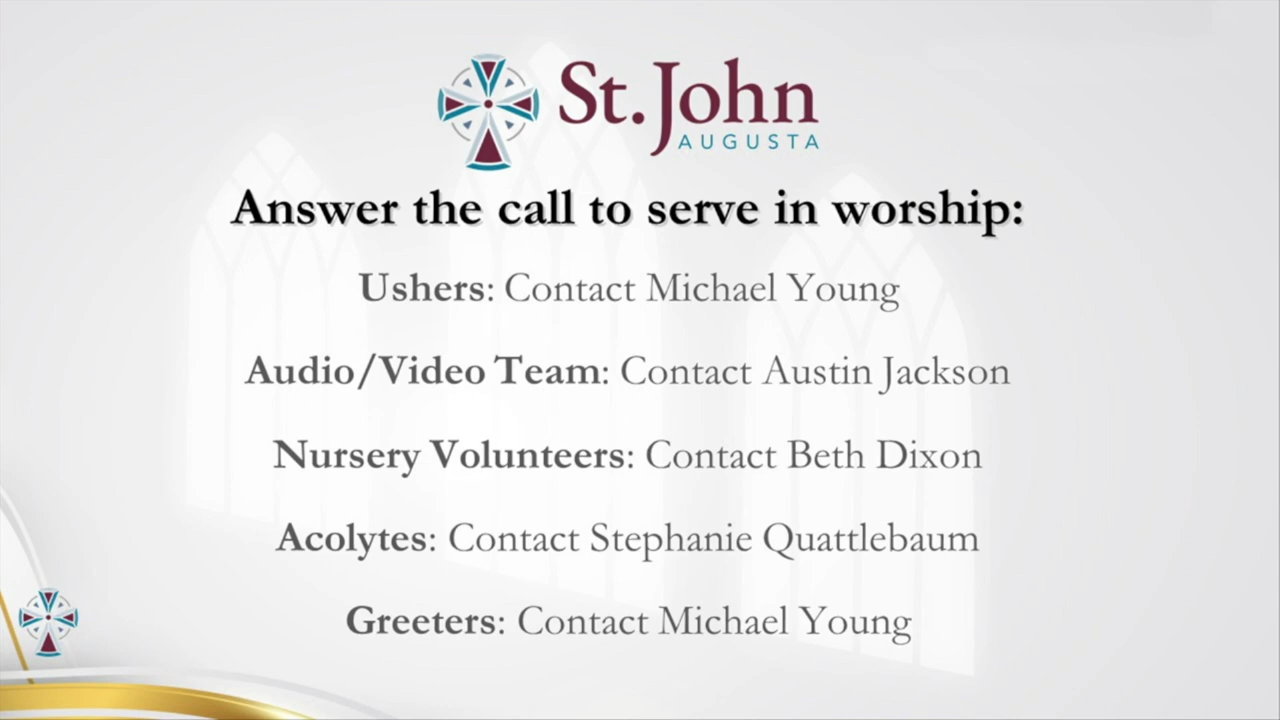 St. John
AUGUSTA
Answer the call to serve in worship:
Ushers: Contact Michael Young
Audio/Video Team: Contact Austin Jackson
Nursery Volunteers: Contact Beth Dixon
Acolytes: Contact Stephanie Quattlebaum
Greeters: Contact Michael Young